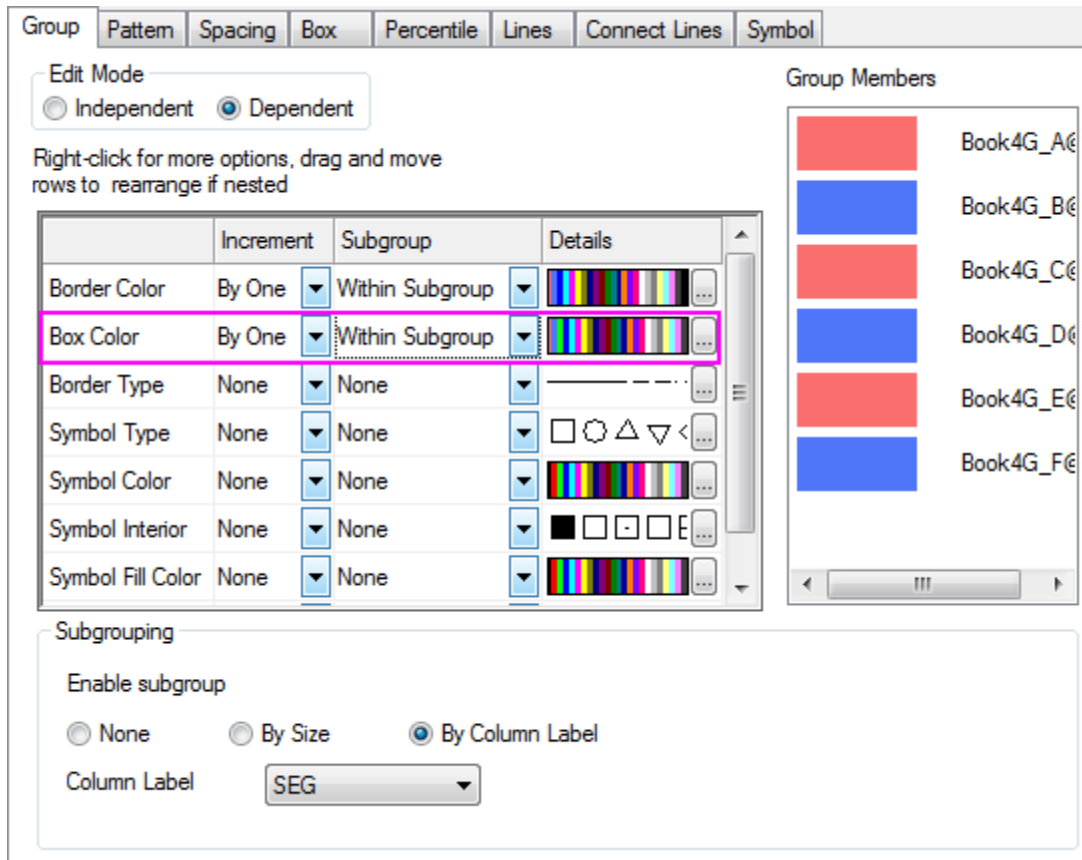 Group Pattern Spacing Box Percentile Lines Connect Lines Symbol
Edit Mode
Independent Dependent
Right-click for more options, drag and move
rows to rearrange if nested
Increment Subgroup Details
Border Color By One Within Subgroup ...
Box Color By One Within Subgroup ...
Border Type None None ...
Symbol Type None None ...
Symbol Color None None ...
Symbol Interior None None ...
Symbol Fill Color None None ...
Group Members
Book4G_A@
Book4G_B@
Book4G_C@
Book4G_D@
Book4G_E@
Book4G_F@
Subgrouping
Enable subgroup
None By Size By Column Label
Column Label SEG